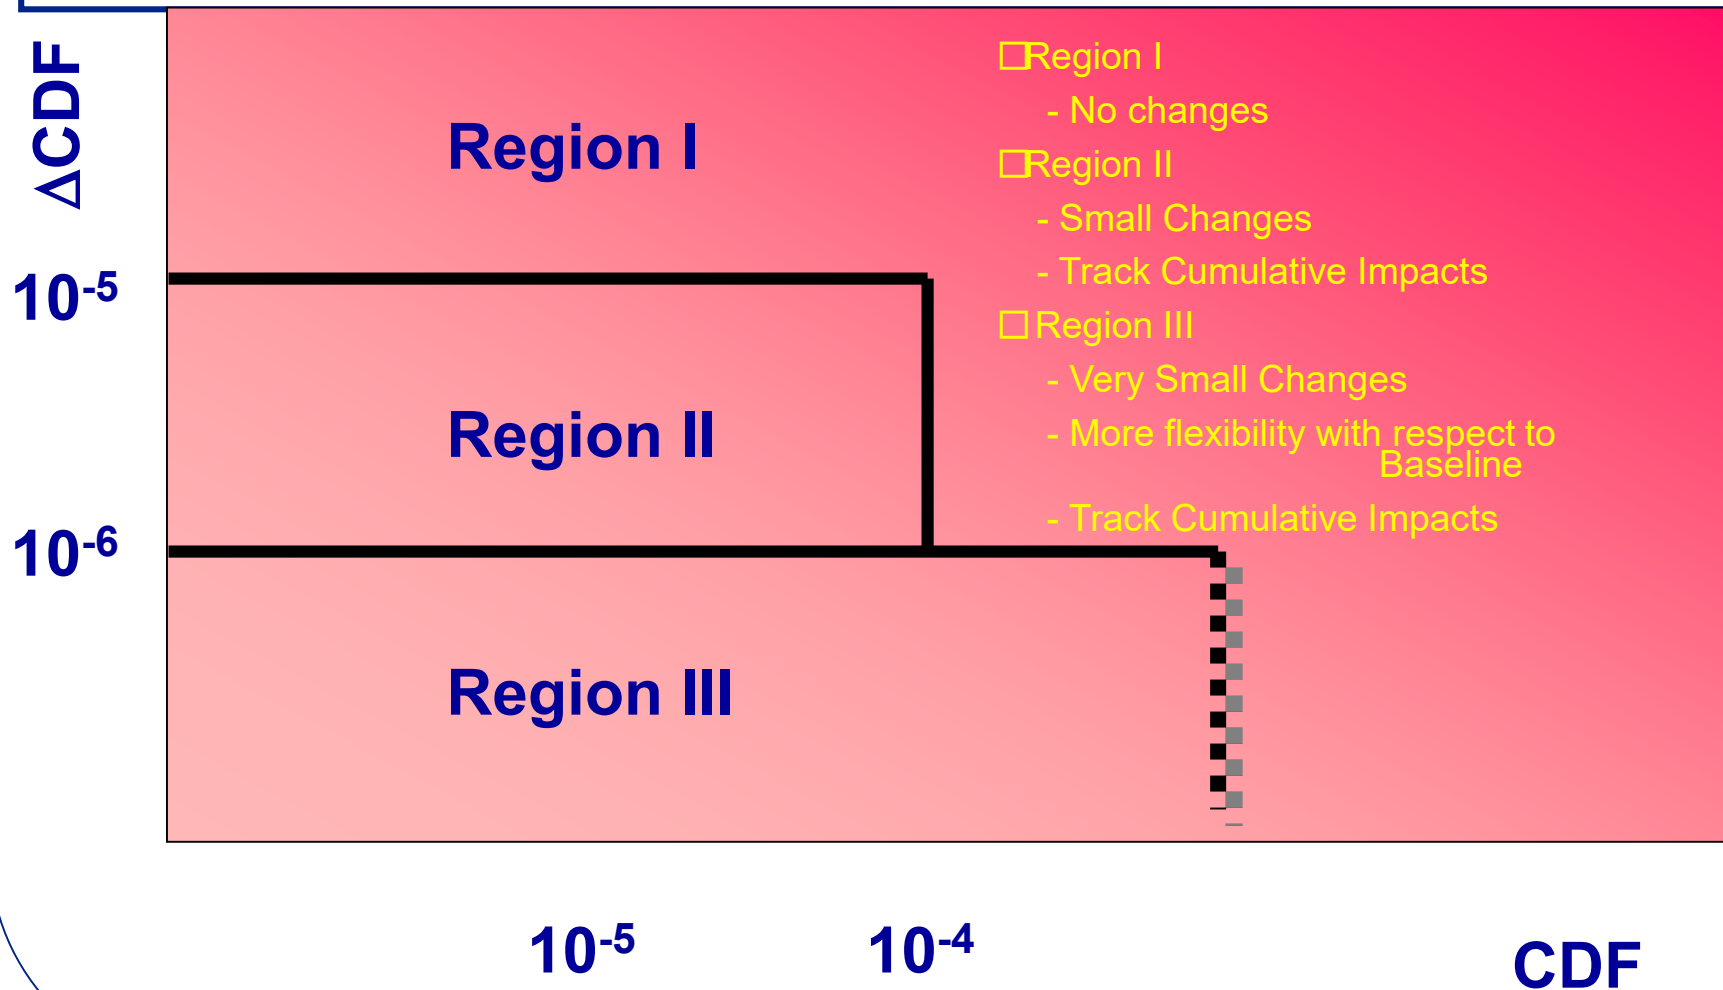 ΔCDF
Region I
10-5
Region II
10-6
Region III
□Region I
- No changes
□Region II
- Small Changes
- Track Cumulative Impacts
□ Region III
- Very Small Changes
- More flexibility with respect to
Baseline
- Track Cumulative Impacts
10-5
10-4
CDF